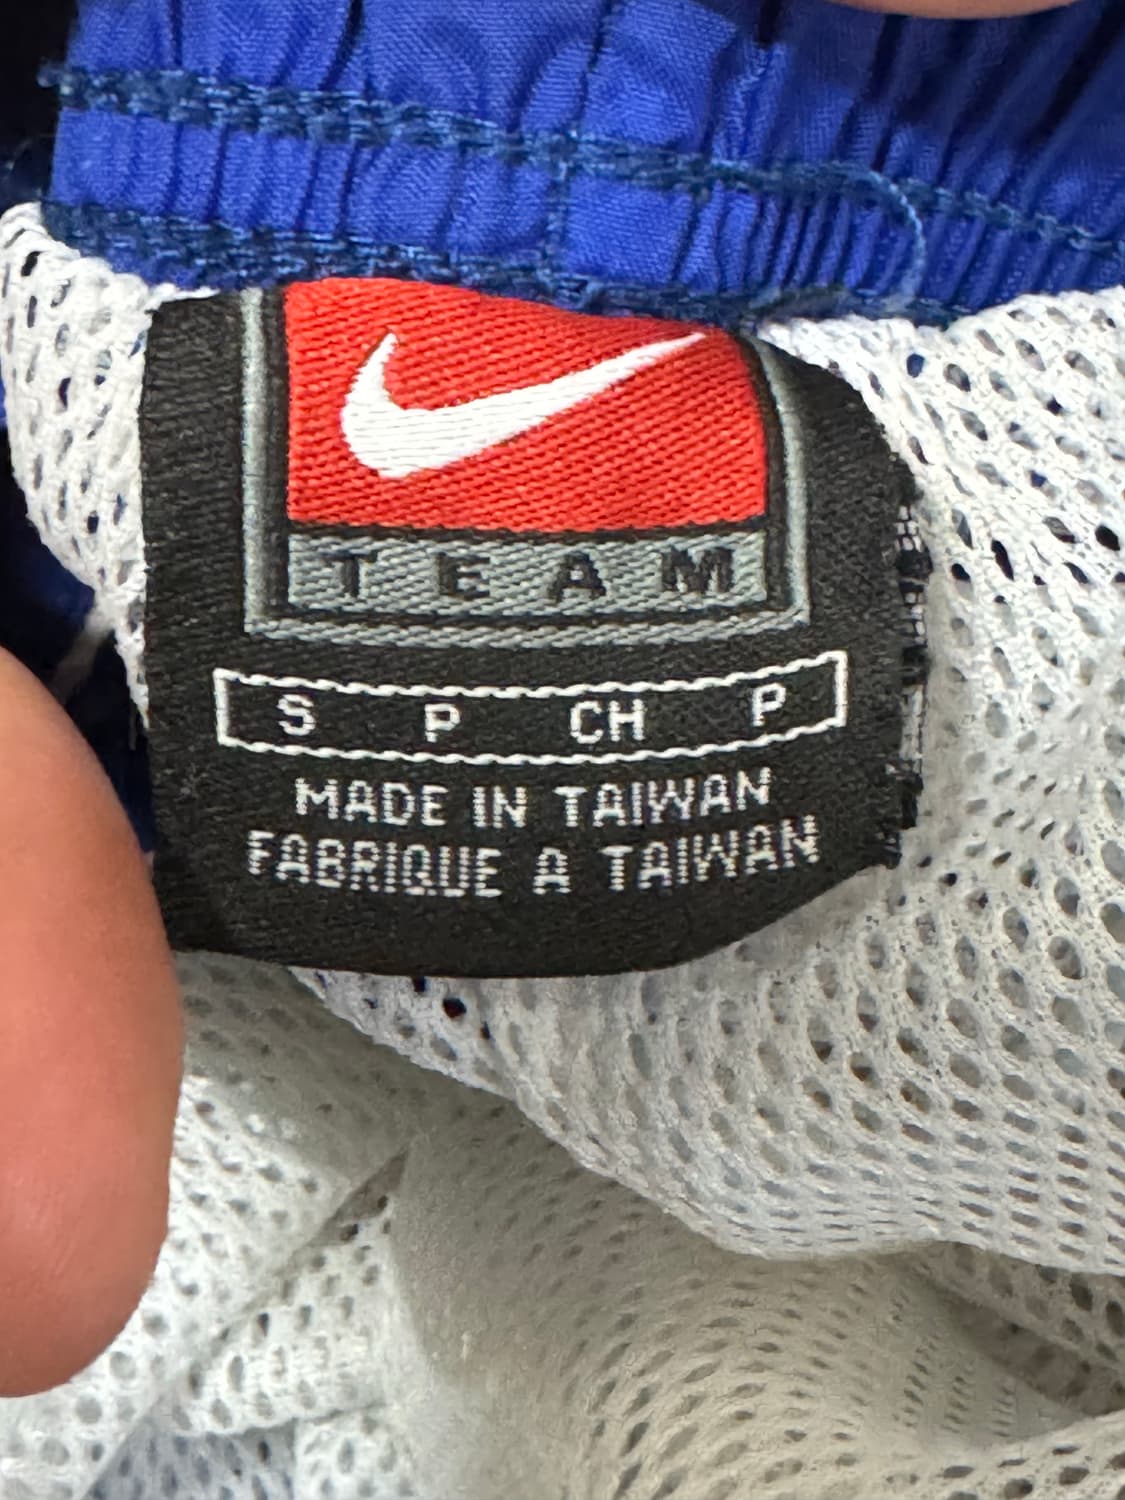 TEAM
S P CH P
MADE IN TAIWAN
FABRIQUE A TAIWAN